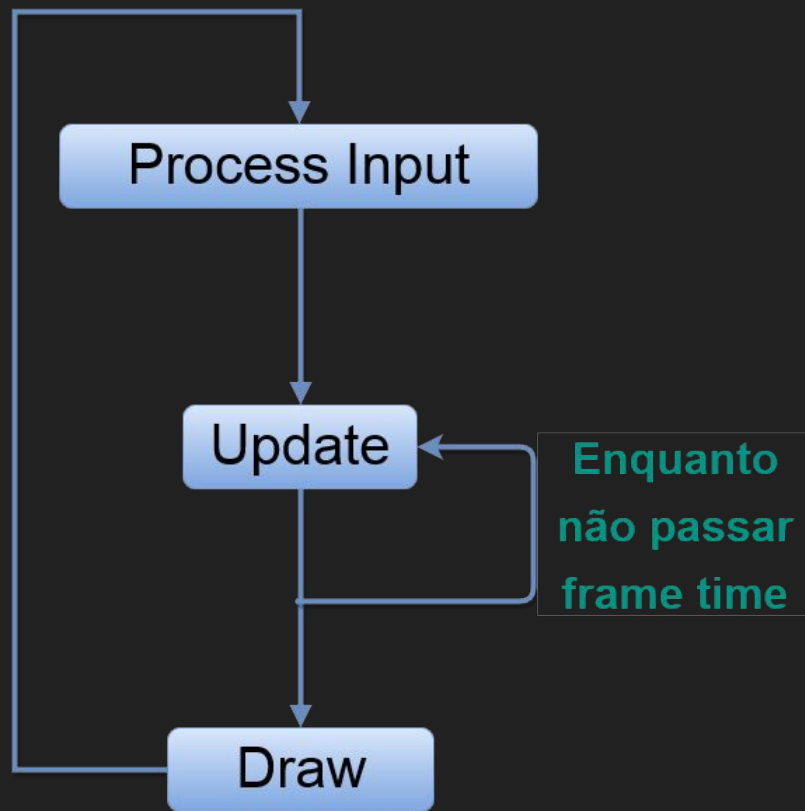 Process Input
Update
Enquanto
não passar
frame time
Draw